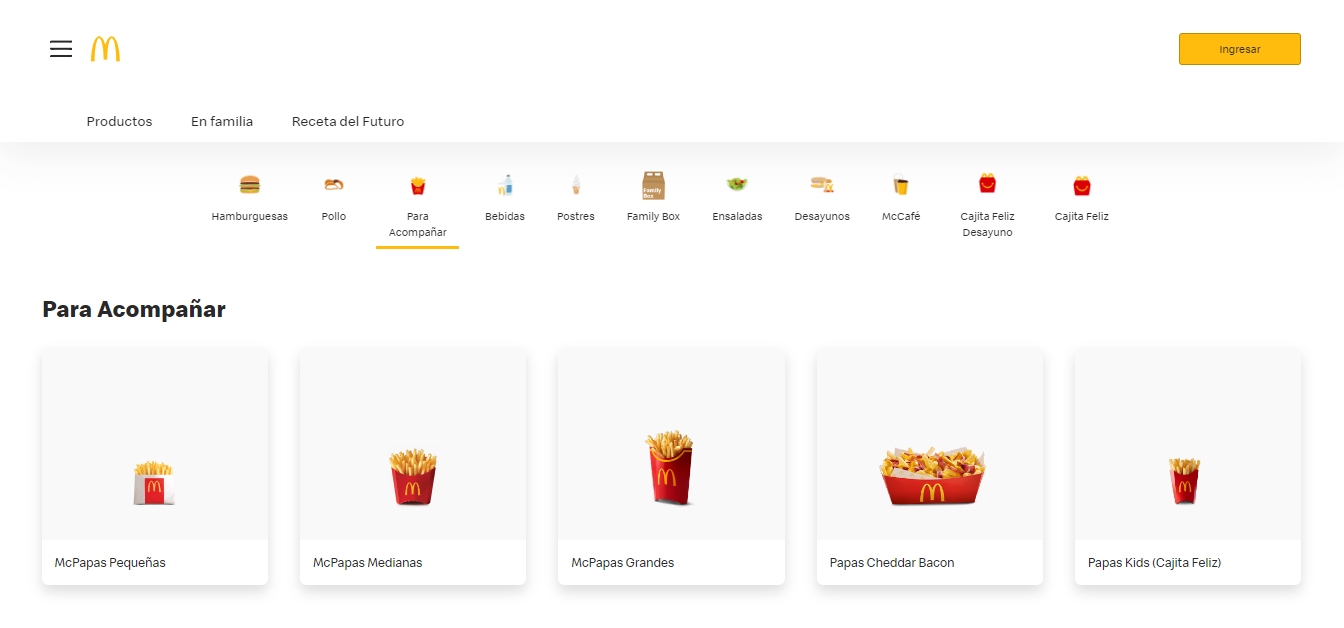 Ingresar
Productos
En familia
Receta del Futuro
Hamburguesas
Pollo
Para
Acompañar
Bebidas
Postres
Family
Box
Family Box
Ensaladas
Desayunos
McCafé
Cajita Feliz
Desayuno
Cajita Feliz
Para Acompañar
McPapas Pequeñas
McPapas Medianas
McPapas Grandes
Papas Cheddar Bacon
Papas Kids (Cajita Feliz)